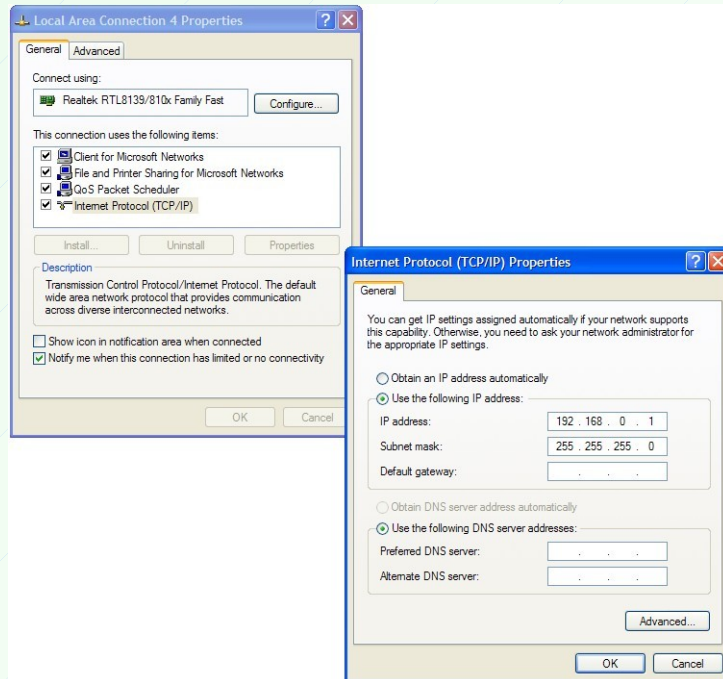 Local Area Connection 4 Properties
General
Advanced
Connect using:
Realtek RTL8139/810x Family Fast
Configure...
This connection uses the following items:
Client for Microsoft Networks
File and Printer Sharing for Microsoft Networks
QoS Packet Scheduler
Internet Protocol (TCP/IP)
Install...
Uninstall
Properties
Description
Transmission Control Protocol/Internet Protocol. The default
wide area network protocol that provides communication
across diverse interconnected networks.
Show icon in notification area when connected
Notify me when this connection has limited or no connectivity
OK
Cancel
Internet Protocol (TCP/IP) Properties
General
You can get IP settings assigned automatically if your network supports
this capability. Otherwise, you need to ask your network administrator for
the appropriate IP settings.
Obtain an IP address automatically
Use the following IP address:
IP address:
192 . 168 . 0 . 1
Subnet mask:
255 . 255 . 255 . 0
Default gateway:
. . .
Obtain DNS server address automatically
Use the following DNS server addresses:
Preferred DNS server:
. . .
Alternate DNS server:
. . .
Advanced...
OK
Cancel